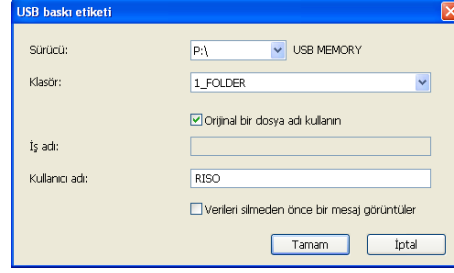 USB baskı etiketi
Sürücü: P:\ USB MEMORY
Klasör: 1_FOLDER
Orijinal bir dosya adı kullanın
İş adı:
Kullanıcı adı: RISO
Verileri silmeden önce bir mesaj görüntüler
Tamam İptal